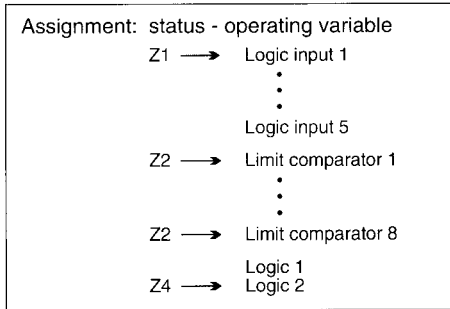 Assignment: status - operating variable
Z1 → Logic input 1
•
•
•
Logic input 5
Z2 → Limit comparator 1
•
•
•
Z2 → Limit comparator 8
Logic 1
Z4 → Logic 2